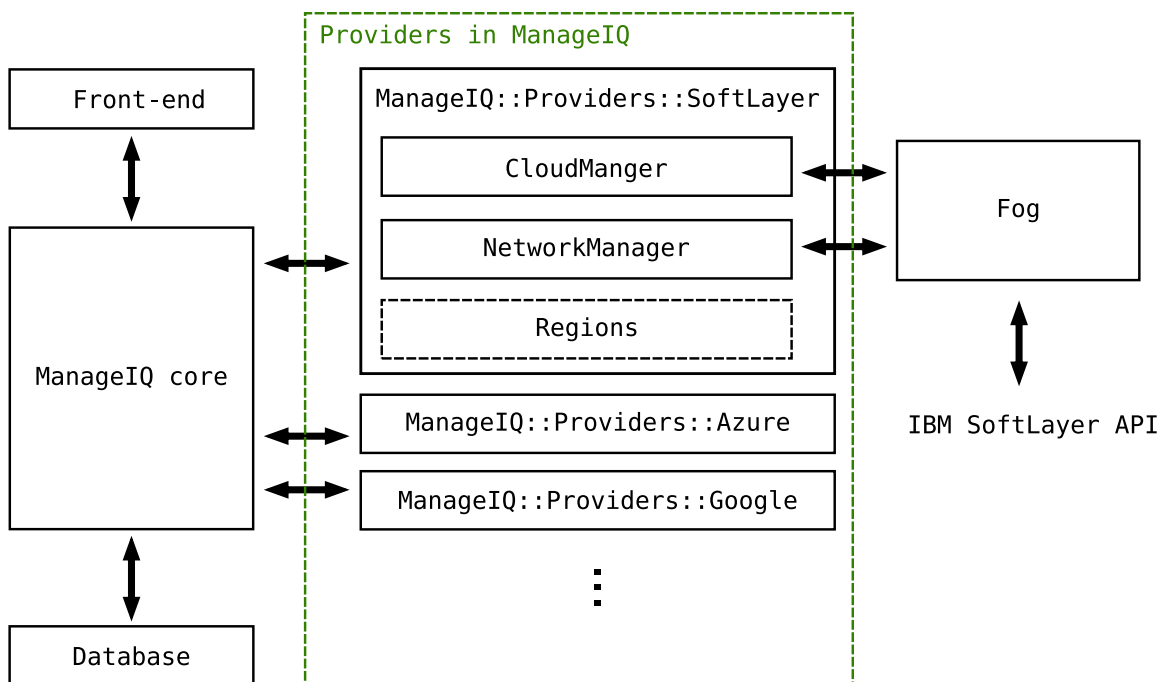 Providers in ManageIQ
Front-end
ManageIQ::Providers::SoftLayer
CloudManger
Fog
NetworkManager
Regions
ManageIQ core
ManageIQ::Providers::Azure
IBM SoftLayer API
ManageIQ::Providers::Google
Database